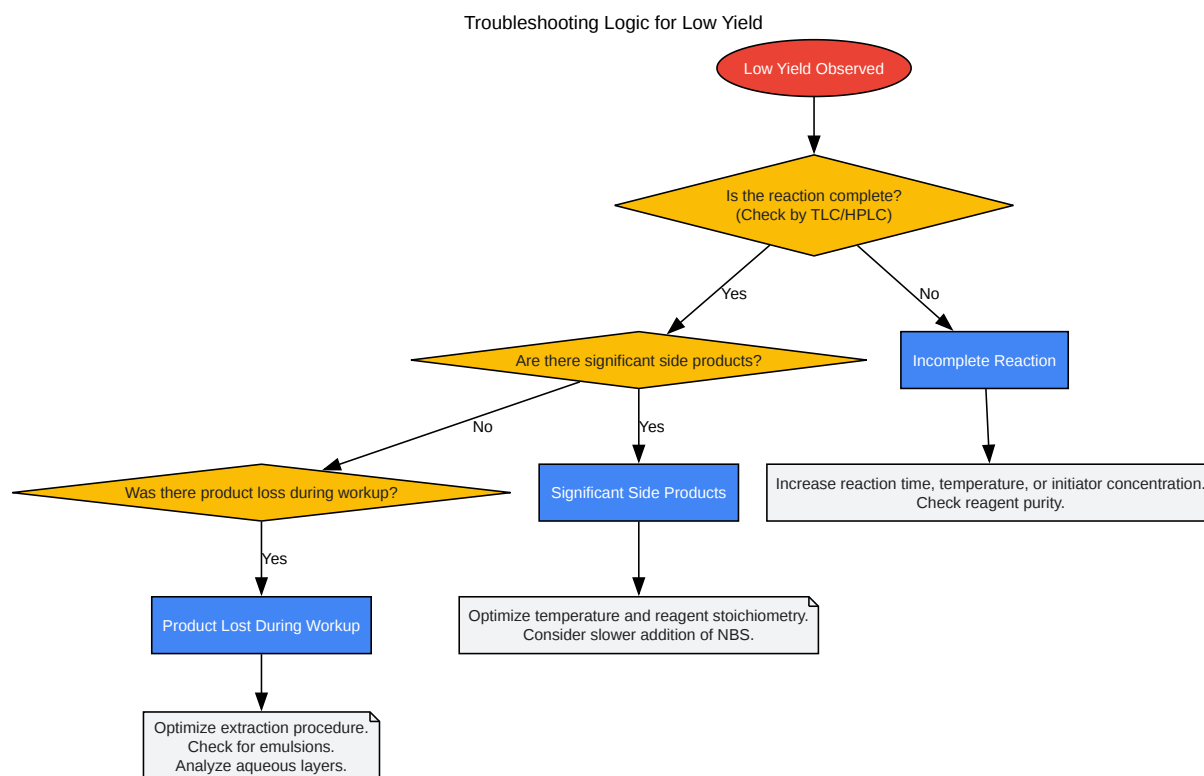 Troubleshooting Logic for Low Yield
Low Yield Observed
Is the reaction complete?
(Check by TLC/HPLC)
Yes
No
Are there significant side products?
Incomplete Reaction
No
Yes
Was there product loss during workup?
Significant Side Products
Increase reaction time, temperature, or initiator concentration.
Check reagent purity.
Yes
Product Lost During Workup
Optimize temperature and reagent stoichiometry.
Consider slower addition of NBS.
Optimize extraction procedure.
Check for emulsions.
Analyze aqueous layers.